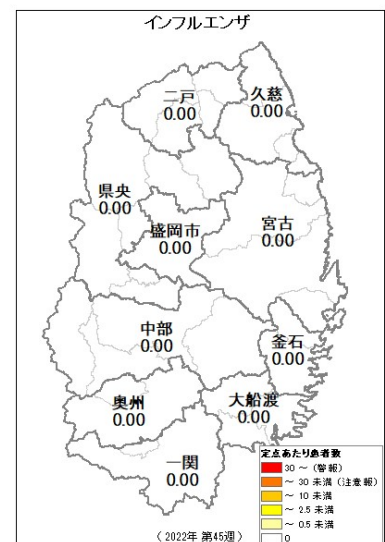 インフルエンザ
二戸
0.00
久慈
0.00
県央
0.00
盛岡市
0.00
宮古
0.00
中部
0.00
釜石
0.00
奥州
0.00
大船渡
0.00
一関
0.00
定点あたり患者数
30 ～ (警報)
～ 30 未満 (注意報)
～ 10 未満
～ 2.5 未満
～ 0.5 未満
0
( 2022年 第45週 )